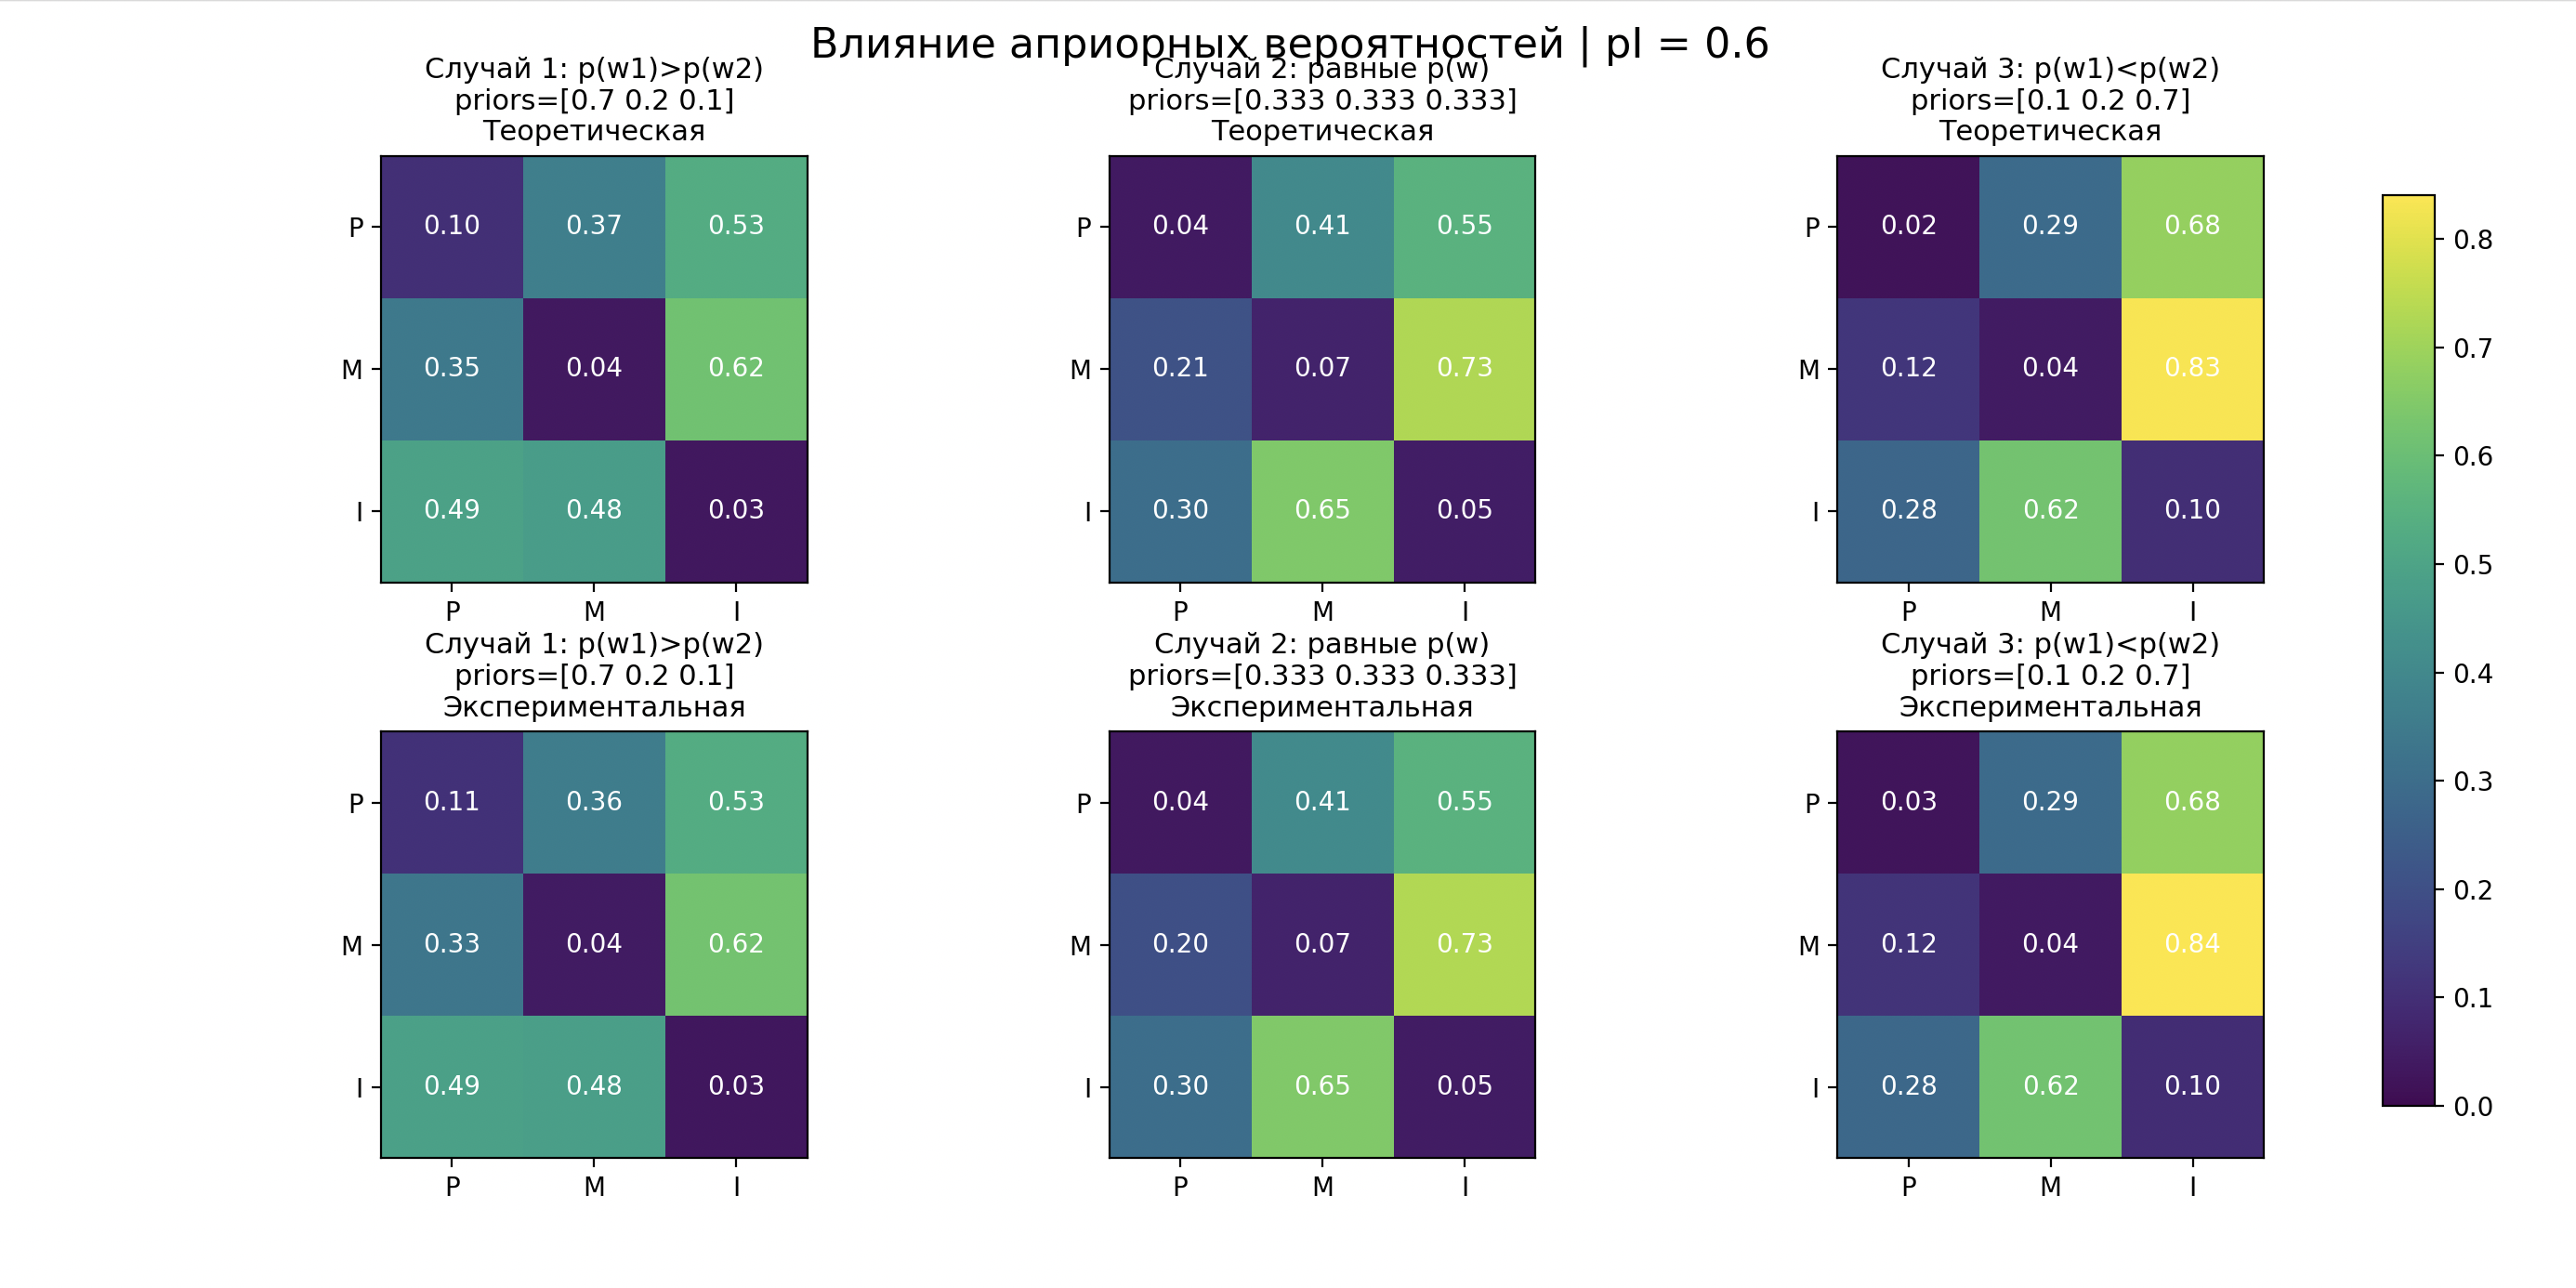 Влияние априорных вероятностей | pI = 0.6
Случай 1: p(w1)>p(w2)
priors=[0.7 0.2 0.1]
Теоретическая
P 0.10 0.37 0.53
M 0.35 0.04 0.62
I 0.49 0.48 0.03
P M I
Случай 2: равные p(w)
priors=[0.333 0.333 0.333]
Теоретическая
P 0.04 0.41 0.55
M 0.21 0.07 0.73
I 0.30 0.65 0.05
P M I
Случай 3: p(w1)<p(w2)
priors=[0.1 0.2 0.7]
Теоретическая
P 0.02 0.29 0.68
M 0.12 0.04 0.83
I 0.28 0.62 0.10
P M I
Случай 1: p(w1)>p(w2)
priors=[0.7 0.2 0.1]
Экспериментальная
P 0.11 0.36 0.53
M 0.33 0.04 0.62
I 0.49 0.48 0.03
P M I
Случай 2: равные p(w)
priors=[0.333 0.333 0.333]
Экспериментальная
P 0.04 0.41 0.55
M 0.20 0.07 0.73
I 0.30 0.65 0.05
P M I
Случай 3: p(w1)<p(w2)
priors=[0.1 0.2 0.7]
Экспериментальная
P 0.03 0.29 0.68
M 0.12 0.04 0.84
I 0.28 0.62 0.10
P M I
0.8
0.7
0.6
0.5
0.4
0.3
0.2
0.1
0.0